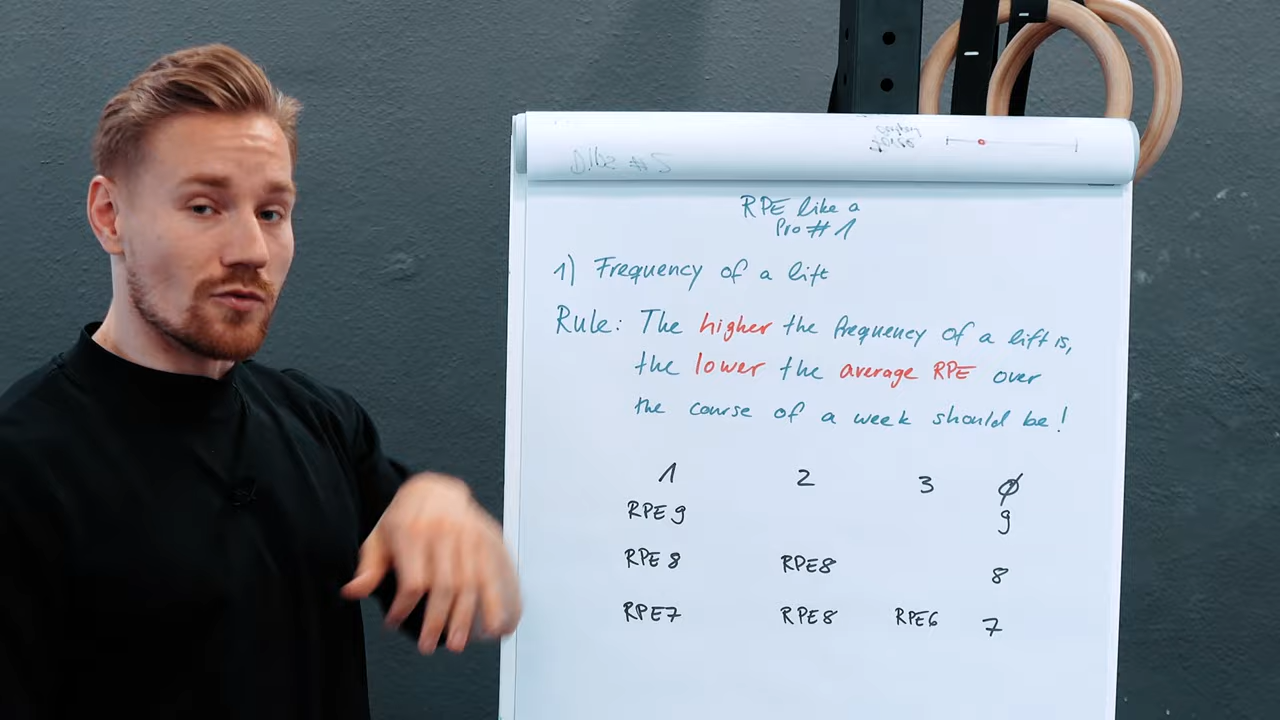 RPE like a
Pro #1
1) Frequency of a lift
Rule: The higher the frequency of a lift is,
the lower the average RPE over
the course of a week should be!
1 2 3 Ø
RPE 9 9
RPE 8 RPE8 8
RPE7 RPE8 RPE6 7